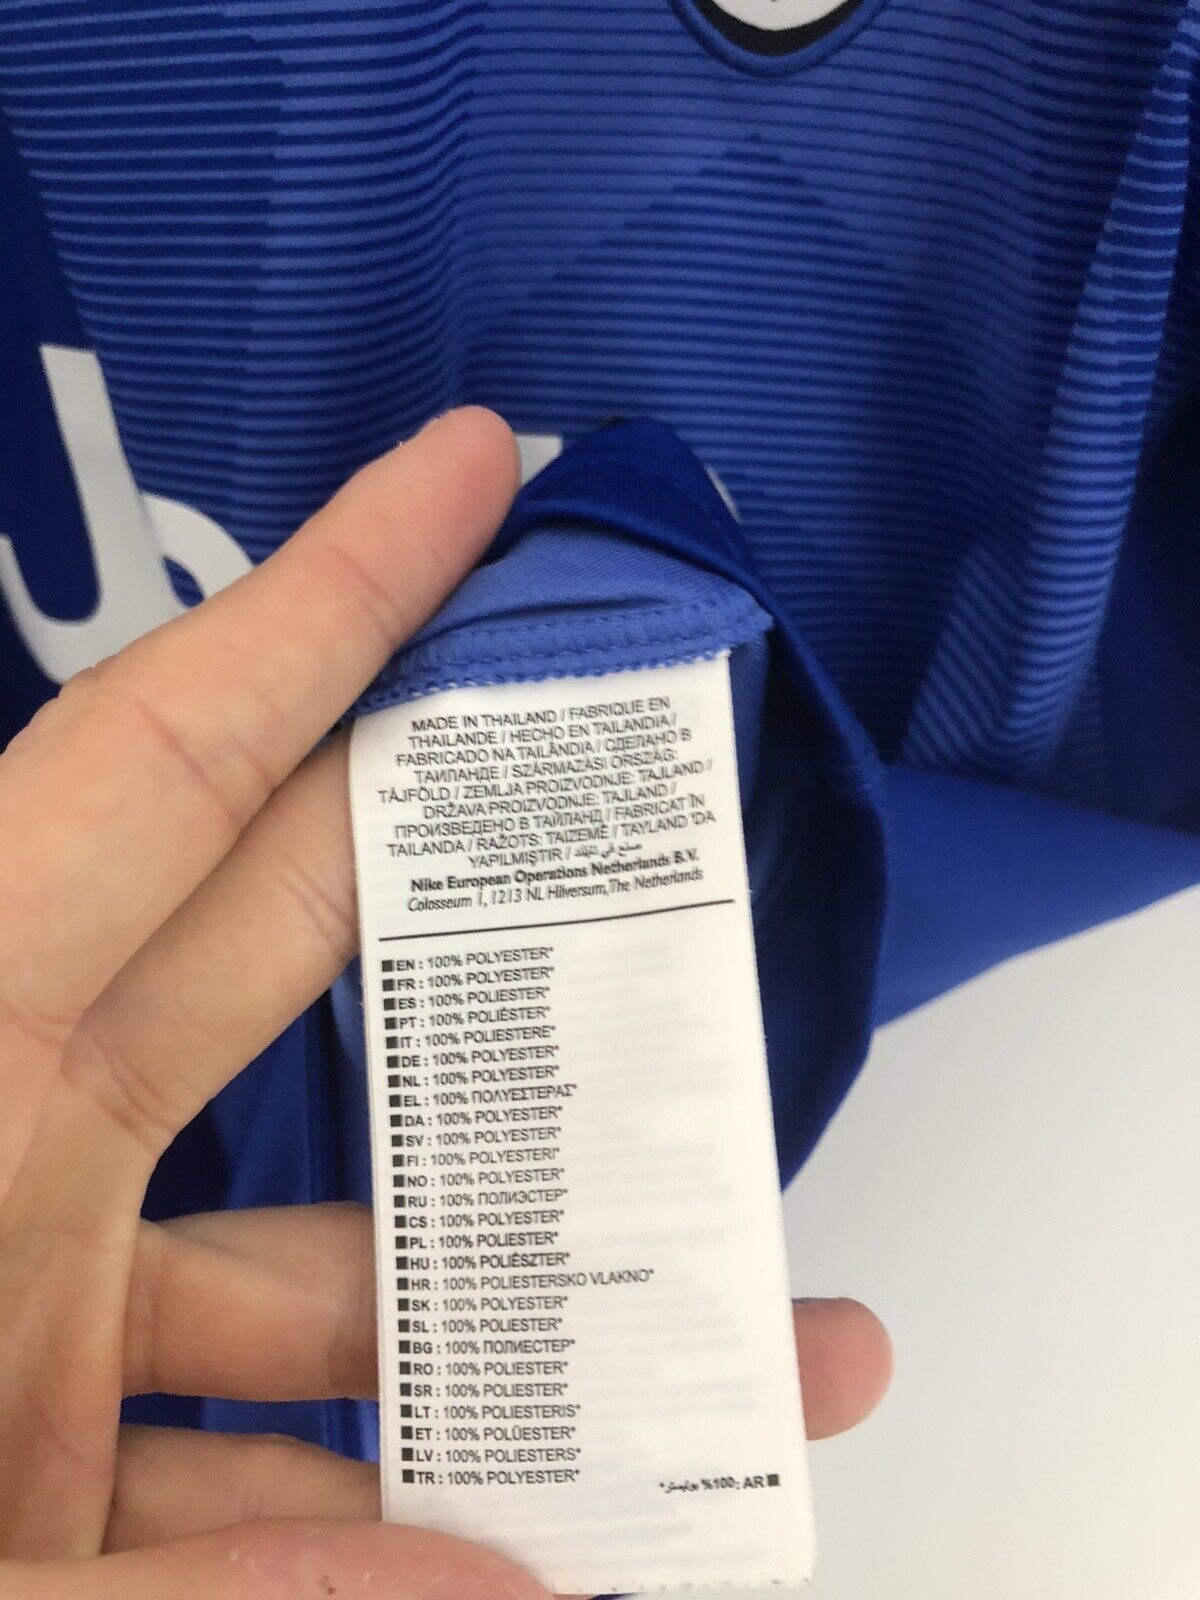 MADE IN THAILAND / FABRIQUE EN
THAILANDE / HECHO EN TAILANDIA /
FABRICADO NA TAILÂNDIA / СДЕЛАНО В
ТАИЛАНДЕ / SZÁRMAZÁSI ORSZÁG:
TÁJFÖLD / ZEMLJA PROIZVODNJE: TAJLAND /
DRŽAVA PROIZVODNJE: TAJLAND /
ПРОИЗВЕДЕНО В ТАЙЛАНД / FABRICAT ÎN
TAILANDA / RAŽOTS: TAIZEMĒ / TAYLAND 'DA
YAPILMIŞTIR / صنع في تايلاند
Nike European Operations Netherlands B.V.
Colosseum 1, 1213 NL Hilversum, The Netherlands
EN : 100% POLYESTER*
FR : 100% POLYESTER*
ES : 100% POLIESTER*
PT : 100% POLIÉSTER*
IT : 100% POLIESTERE*
DE : 100% POLYESTER*
NL : 100% POLYESTER*
EL : 100% ΠΟΛΥΕΣΤΕΡΑΣ*
DA : 100% POLYESTER*
SV : 100% POLYESTER*
FI : 100% POLYESTERI*
NO : 100% POLYESTER*
RU : 100% ПОЛИЭСТЕР*
CS : 100% POLYESTER*
PL : 100% POLIESTER*
HU : 100% POLIÉSZTER*
HR : 100% POLIESTERSKO VLAKNO*
SK : 100% POLYESTER*
SL : 100% POLIESTER*
BG : 100% ПОЛИЕСТЕР*
RO : 100% POLIESTER*
SR : 100% POLIESTER*
LT : 100% POLIESTERIS*
ET : 100% POLÜESTER*
LV : 100% POLIESTERS*
TR : 100% POLYESTER*
AR :100% بوليستر*